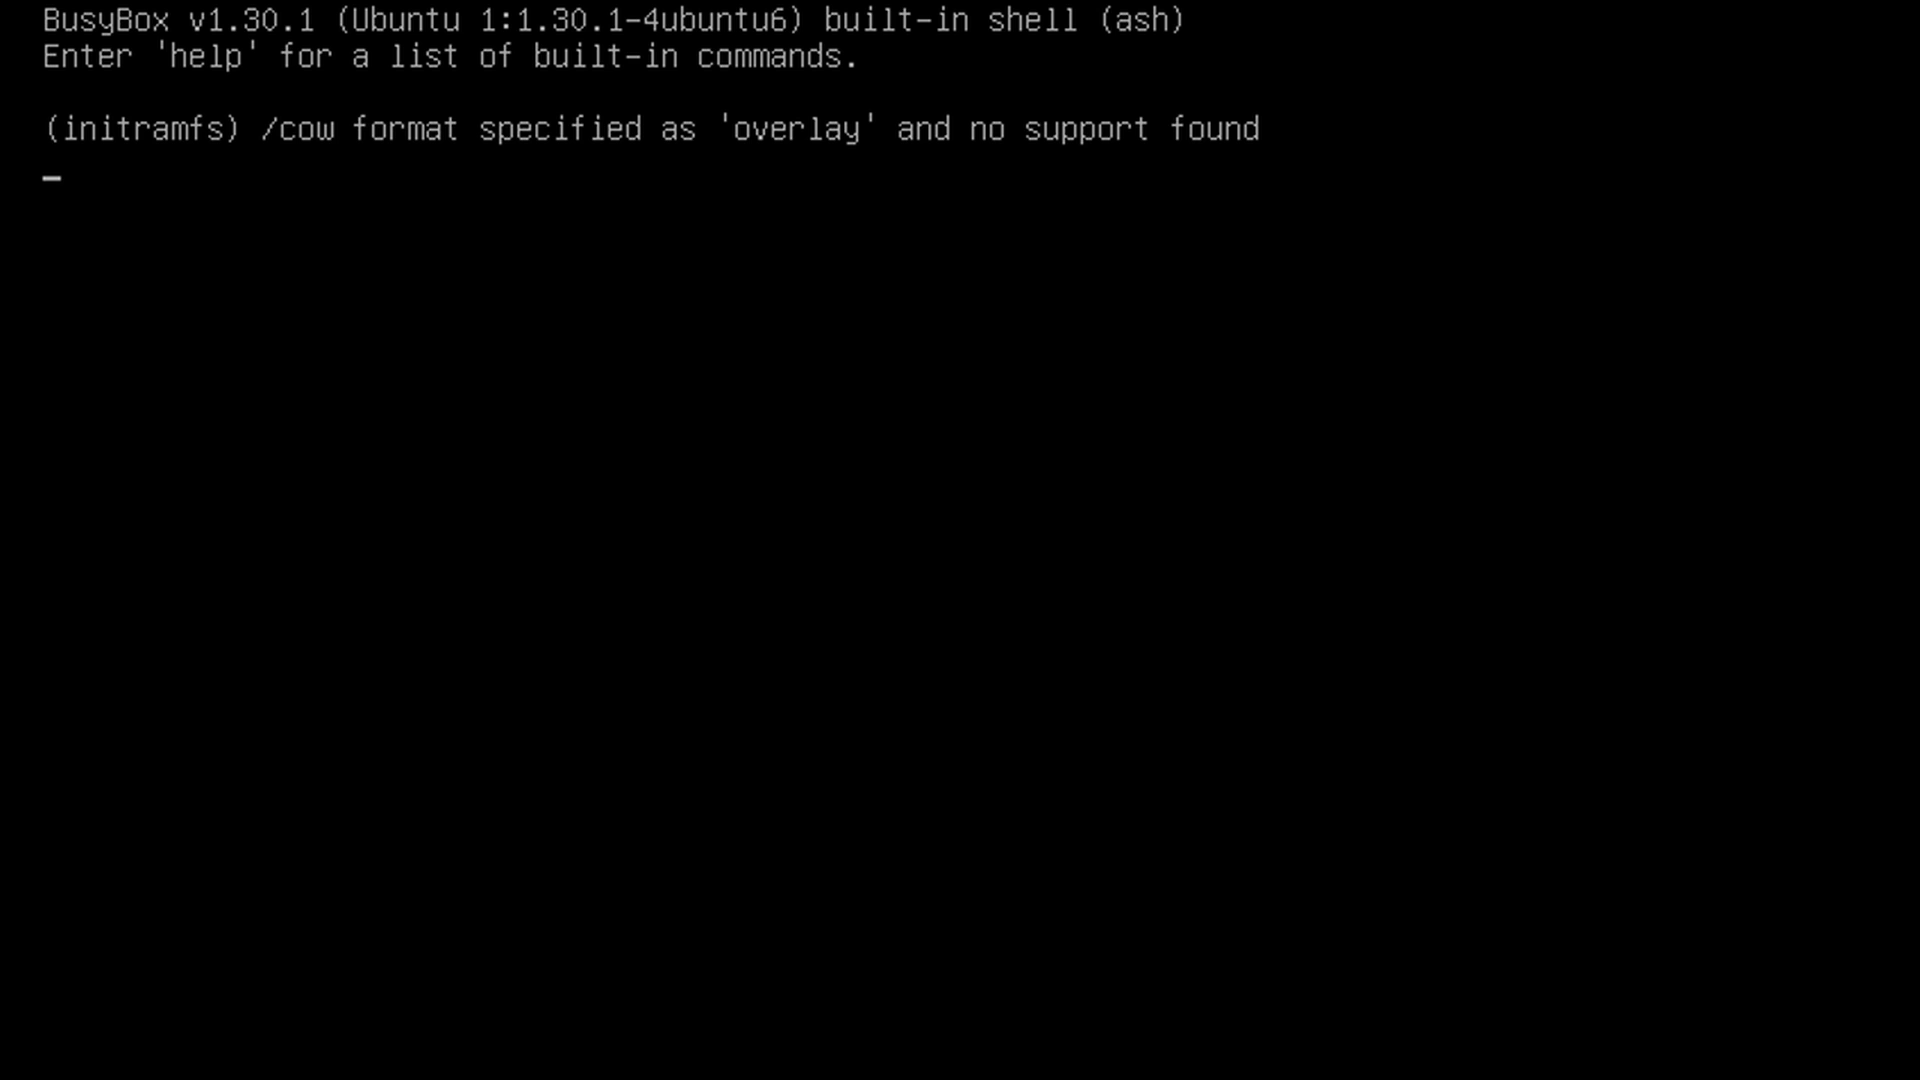 BusyBox v1.30.1 (Ubuntu 1:1.30.1-4ubuntu6) built-in shell (ash)
Enter 'help' for a list of built-in commands.
(initramfs) /cow format specified as 'overlay' and no support found